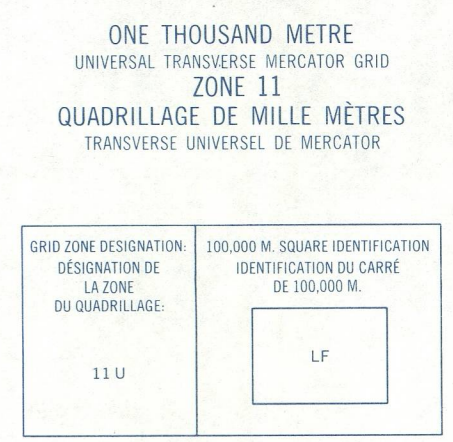 ONE THOUSAND METRE
UNIVERSAL TRANSVERSE MERCATOR GRID
ZONE 11
QUADRILLAGE DE MILLE MÈTRES
TRANSVERSE UNIVERSEL DE MERCATOR
GRID ZONE DESIGNATION:
DÉSIGNATION DE
LA ZONE
DU QUADRILLAGE:
11 U
100,000 M. SQUARE IDENTIFICATION
IDENTIFICATION DU CARRÉ
DE 100,000 M.
LF